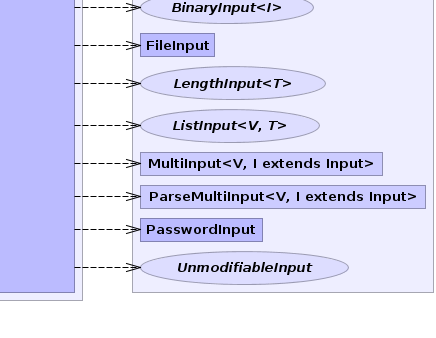 BinaryInput<I>
FileInput
LengthInput<T>
ListInput<V, T>
MultiInput<V, I extends Input>
ParseMultiInput<V, I extends Input>
PasswordInput
UnmodifiableInput